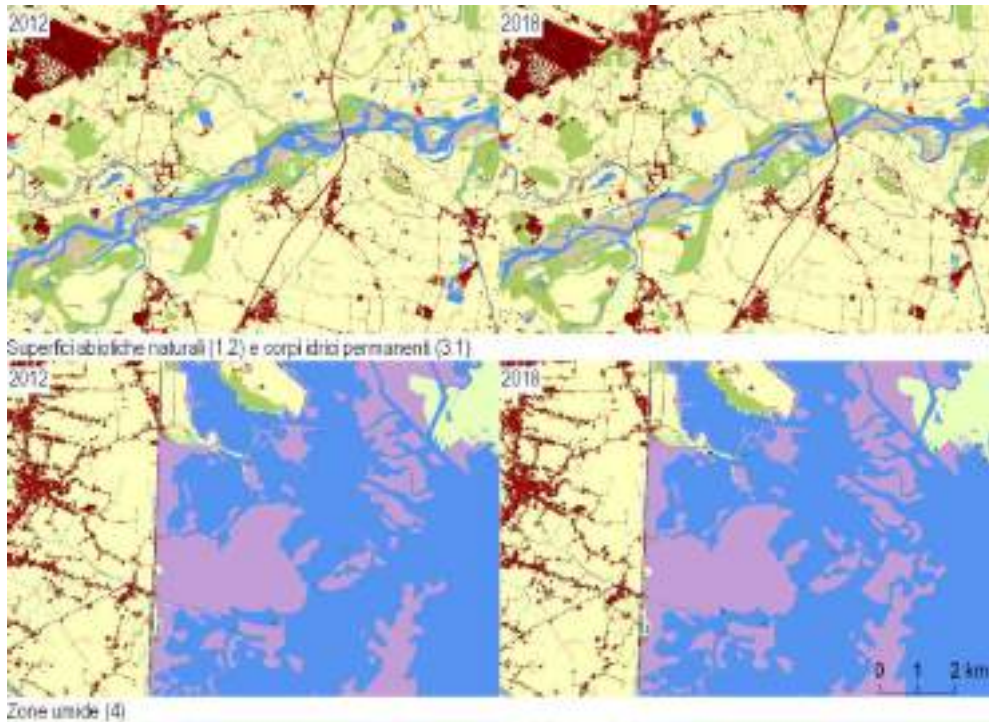 2012
2018
Superfici abiotiche naturali (1.2) e corpi idrici permanenti (3.1)
2012
2018
0 1 2 km
Zone umide (4)